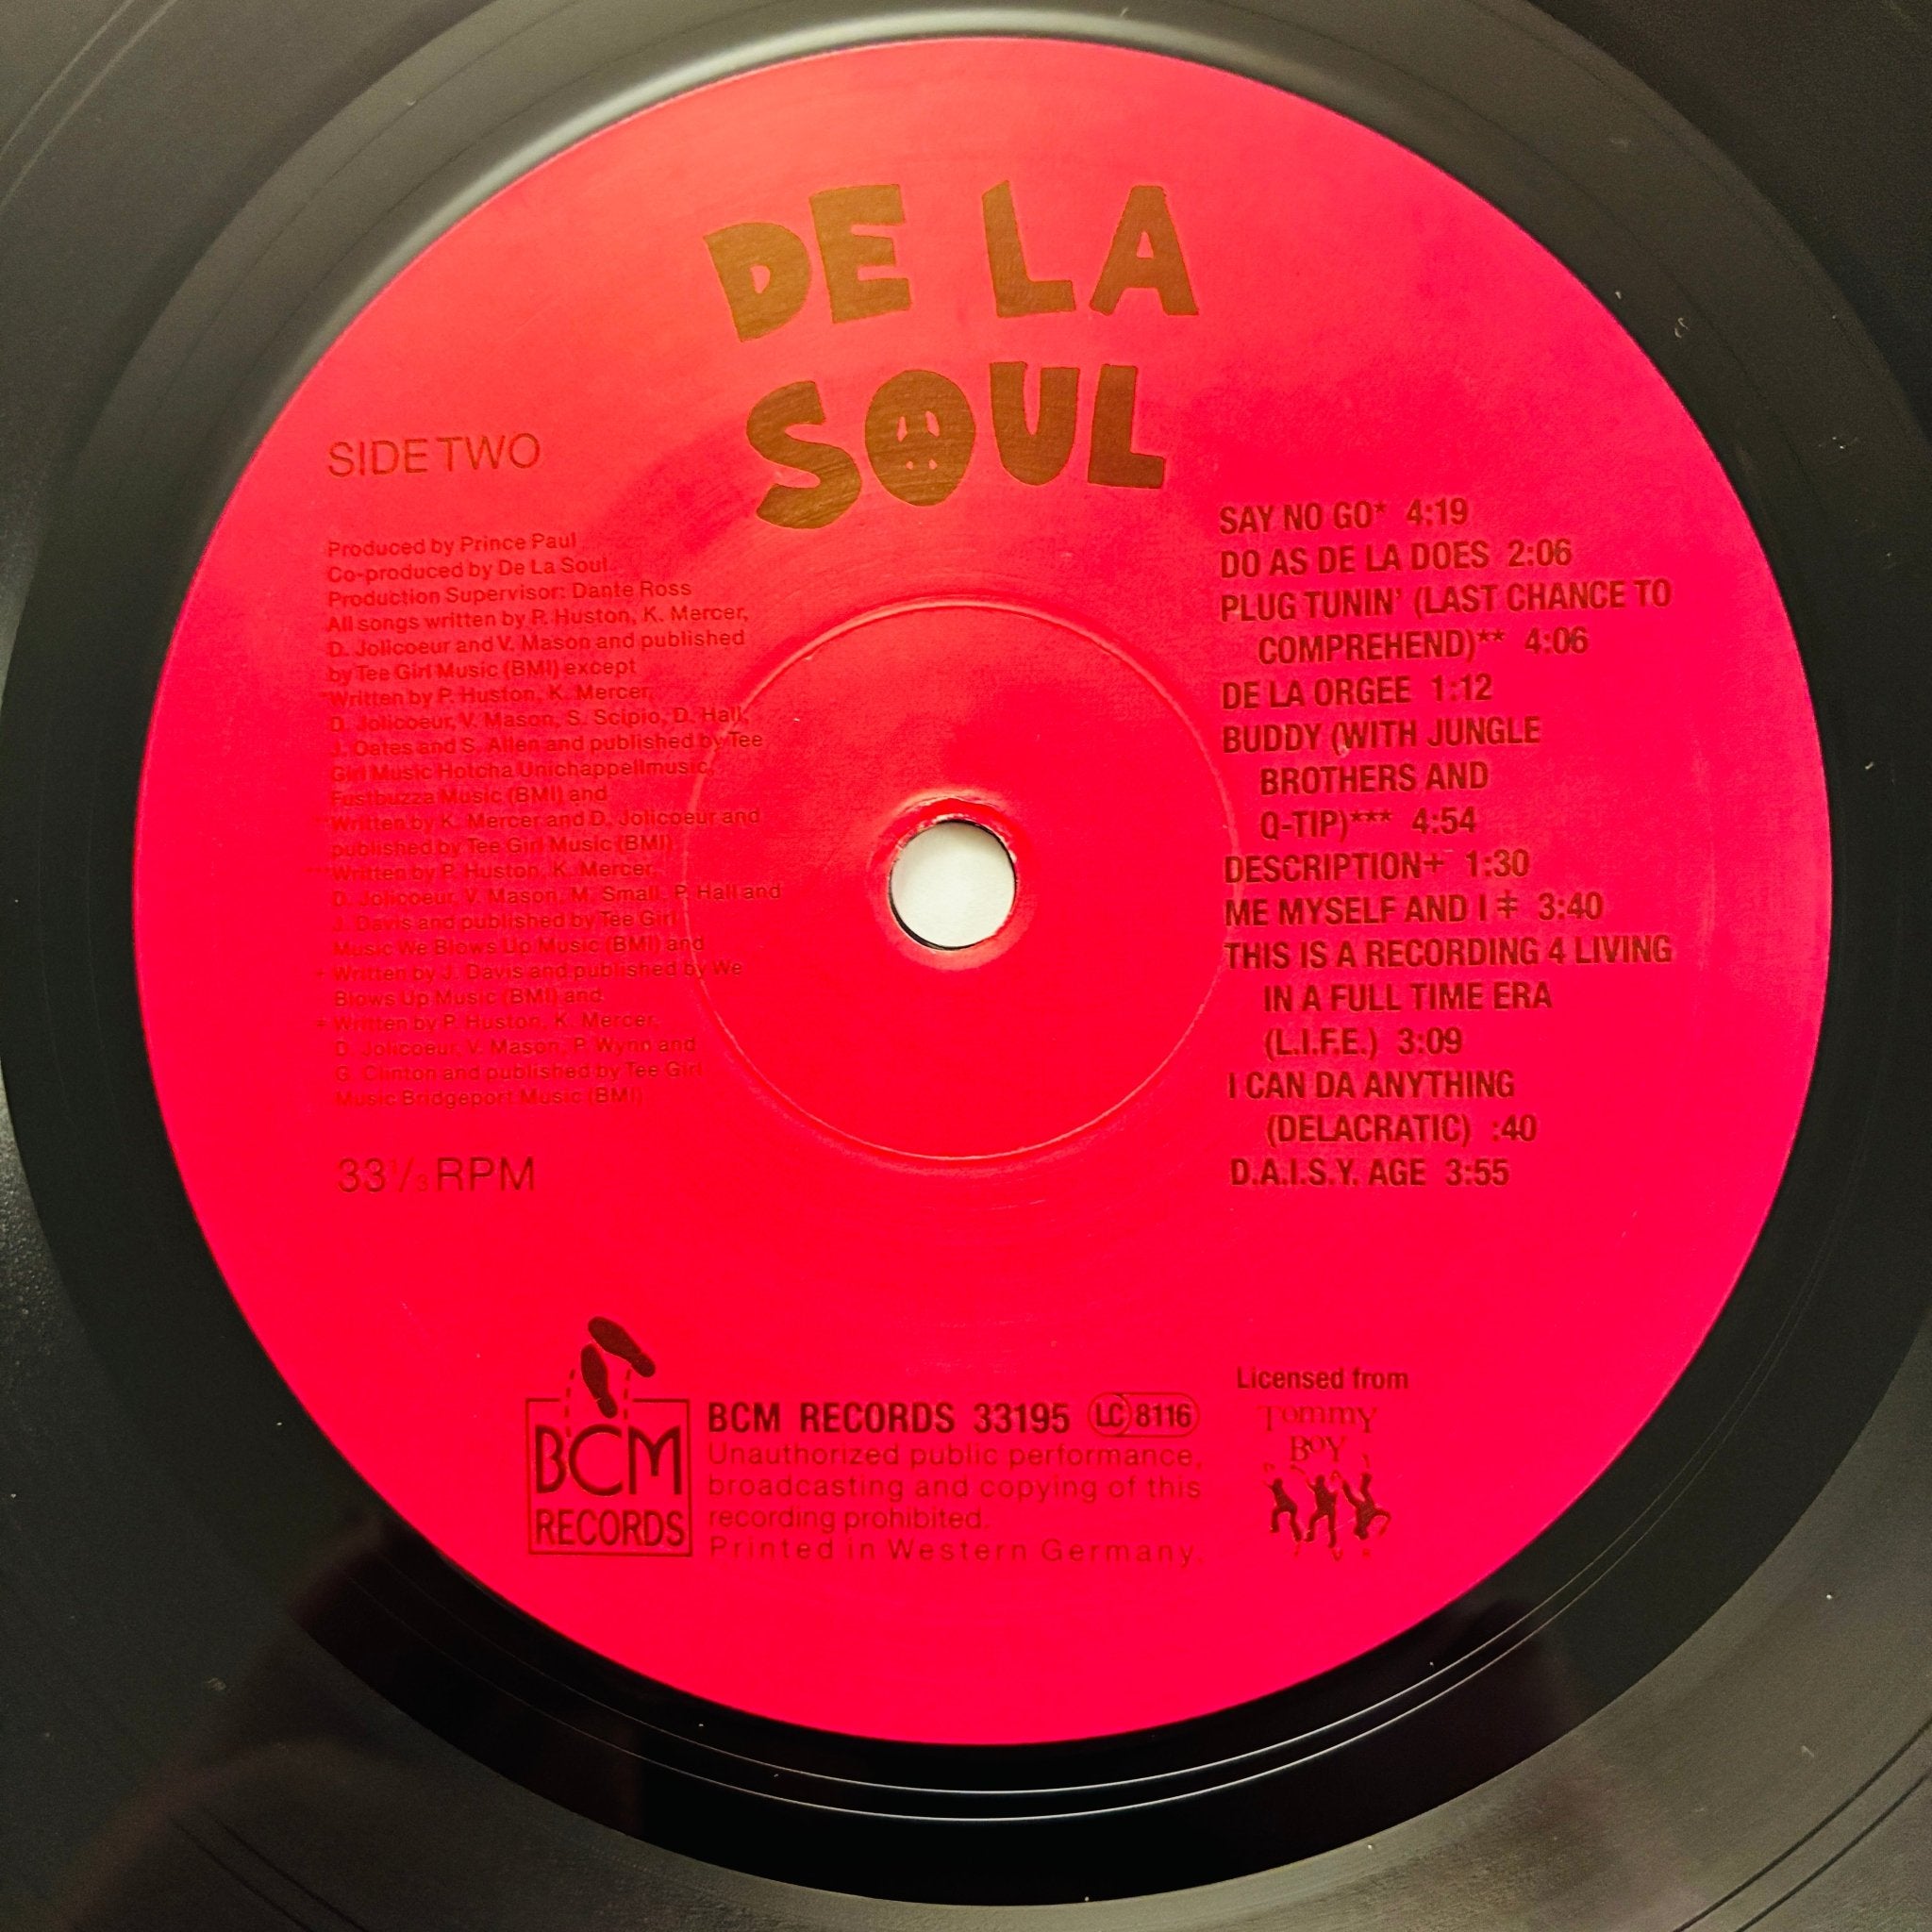 DE LA
SOUL
SIDE TWO
Produced by Prince Paul
Co-produced by De La Soul
Production Supervisor: Dante Ross
All songs written by P. Huston, K. Mercer,
D. Jolicoeur and V. Mason and published
by Tee Girl Music (BMI) except
*Written by P. Huston, K. Mercer,
D. Jolicoeur, V. Mason, S. Scipio, D. Hall,
J. Oates and S. Allen and published by Tee
Girl Music Hotcha Unichappellmusic,
Fustbuzza Music (BMI) and
**Written by K. Mercer and D. Jolicoeur and
published by Tee Girl Music (BMI)
***Written by P. Huston, K. Mercer,
D. Jolicoeur, V. Mason, M. Small, P. Hall and
J. Davis and published by Tee Girl
Music We Blows Up Music (BMI) and
+ Written by J. Davis and published by We
Blows Up Music (BMI) and
ǂ Written by P. Huston, K. Mercer,
D. Jolicoeur, V. Mason, P. Wynn and
G. Clinton and published by Tee Girl
Music Bridgeport Music (BMI)
33 1/3 RPM
SAY NO GO* 4:19
DO AS DE LA DOES 2:06
PLUG TUNIN' (LAST CHANCE TO
COMPREHEND)** 4:06
DE LA ORGEE 1:12
BUDDY (WITH JUNGLE
BROTHERS AND
Q-TIP)*** 4:54
DESCRIPTION+ 1:30
ME MYSELF AND I ǂ 3:40
THIS IS A RECORDING 4 LIVING
IN A FULL TIME ERA
(L.I.F.E.) 3:09
I CAN DA ANYTHING
(DELACRATIC) :40
D.A.I.S.Y. AGE 3:55
BCM
RECORDS
BCM RECORDS 33195 LC 8116
Unauthorized public performance,
broadcasting and copying of this
recording prohibited.
Printed in Western Germany,
Licensed from
Tommy
Boy